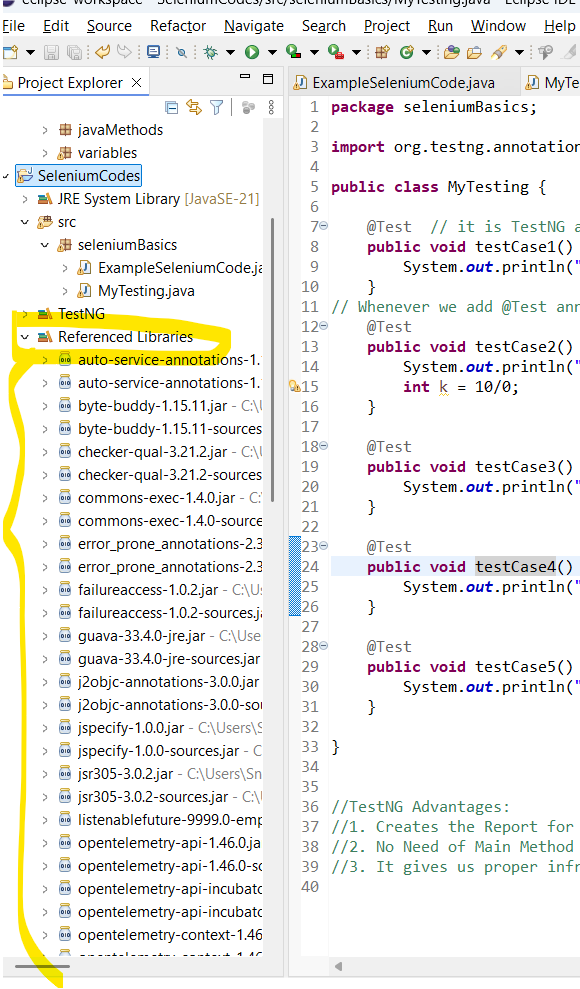 eclipse-workspace - SeleniumCodes/src/seleniumBasics/MyTesting.java - Eclipse IDE
File Edit Source Refactor Navigate Search Project Run Window Help
Project Explorer
ExampleSeleniumCode.java
MyTe
javaMethods
variables
SeleniumCodes
JRE System Library [JavaSE-21]
src
seleniumBasics
ExampleSeleniumCode.ja
MyTesting.java
TestNG
Referenced Libraries
auto-service-annotations-1.
auto-service-annotations-1.
byte-buddy-1.15.11.jar - C:\U
byte-buddy-1.15.11-sources
checker-qual-3.21.2.jar - C:\
checker-qual-3.21.2-sources
commons-exec-1.4.0.jar - C:
commons-exec-1.4.0-source
error_prone_annotations-2.3
error_prone_annotations-2.3
failureaccess-1.0.2.jar - C:\U
failureaccess-1.0.2-sources.ja
guava-33.4.0-jre.jar - C:\Use
guava-33.4.0-jre-sources.jar
j2objc-annotations-3.0.0.jar
j2objc-annotations-3.0.0-sou
jspecify-1.0.0.jar - C:\Users\S
jspecify-1.0.0-sources.jar - C:
jsr305-3.0.2.jar - C:\Users\Sn
jsr305-3.0.2-sources.jar - C:\
listenablefuture-9999.0-emp
opentelemetry-api-1.46.0.ja
opentelemetry-api-1.46.0-so
opentelemetry-api-incubato
opentelemetry-api-incubato
opentelemetry-context-1.46
opentelemetry-context-1.46
1 package seleniumBasics;
2
3 import org.testng.annotation
4
5 public class MyTesting {
6
7 @Test // it is TestNG a
8 public void testCase1()
9 System.out.println("
10 }
11 // Whenever we add @Test ann
12 @Test
13 public void testCase2()
14 System.out.println("
15 int k = 10/0;
16 }
17
18 @Test
19 public void testCase3()
20 System.out.println("
21 }
22
23 @Test
24 public void testCase4()
25 System.out.println("
26 }
27
28 @Test
29 public void testCase5()
30 System.out.println("
31 }
32
33 }
34
35
36 //TestNG Advantages:
37 //1. Creates the Report for
38 //2. No Need of Main Method
39 //3. It gives us proper infr
40